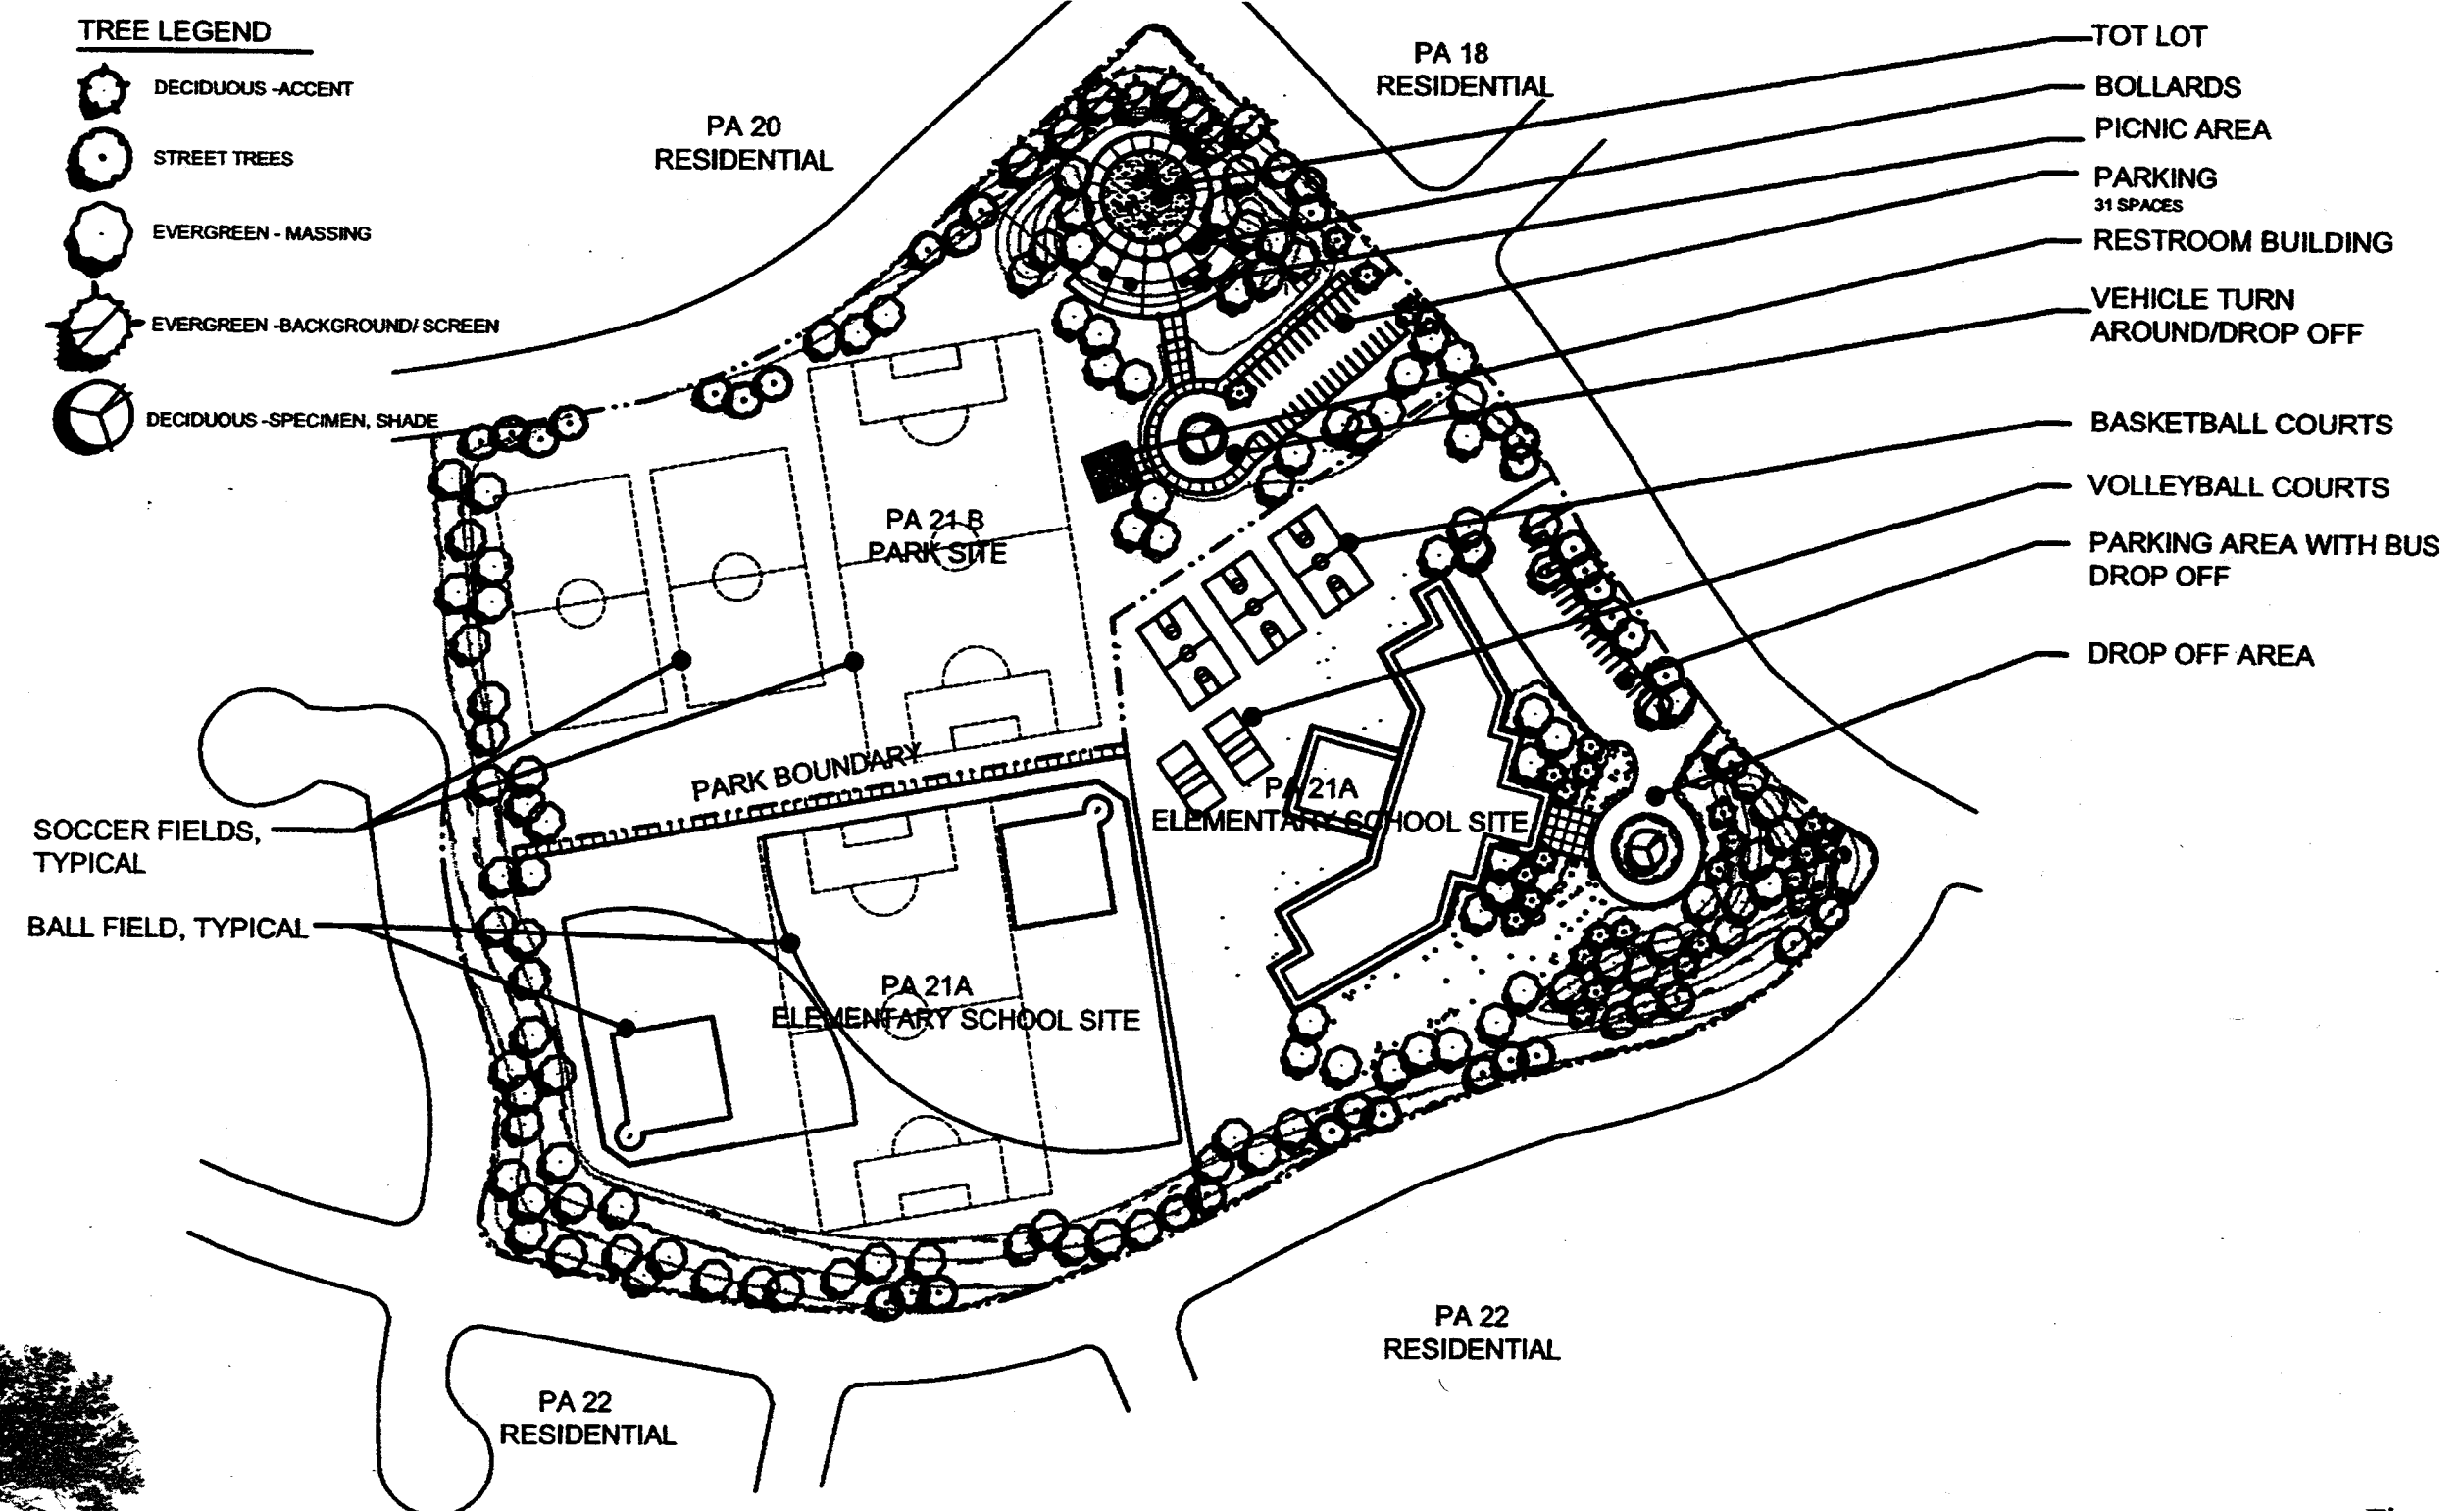 TREE LEGEND
DECIDUOUS -ACCENT
STREET TREES
EVERGREEN - MASSING
EVERGREEN -BACKGROUND/ SCREEN
DECIDUOUS -SPECIMEN, SHADE
PA 20
RESIDENTIAL
PA 18
RESIDENTIAL
TOT LOT
BOLLARDS
PICNIC AREA
PARKING
31 SPACES
RESTROOM BUILDING
VEHICLE TURN
AROUND/DROP OFF
BASKETBALL COURTS
VOLLEYBALL COURTS
PARKING AREA WITH BUS
DROP OFF
DROP OFF AREA
PA 21 B
PARK SITE
PARK BOUNDARY
PA 21A
ELEMENTARY SCHOOL SITE
SOCCER FIELDS,
TYPICAL
BALL FIELD, TYPICAL
PA 21A
ELEMENTARY SCHOOL SITE
PA 22
RESIDENTIAL
PA 22
RESIDENTIAL